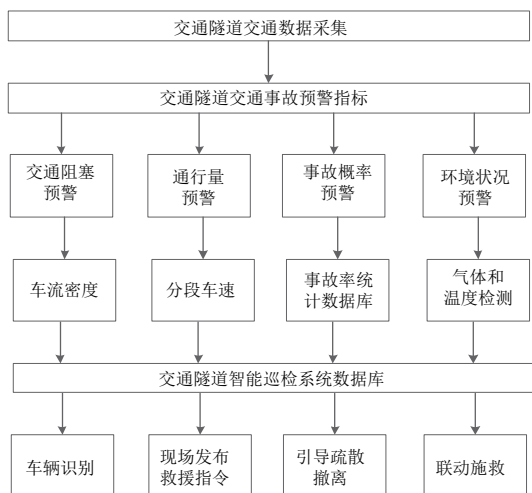 交通隧道交通数据采集
交通隧道交通事故预警指标
交通阻塞
预警
通行量
预警
事故概率
预警
环境状况
预警
车流密度
分段车速
事故率统
计数据库
气体和
温度检测
交通隧道智能巡检系统数据库
车辆识别
现场发布
救援指令
引导疏散
撤离
联动施救